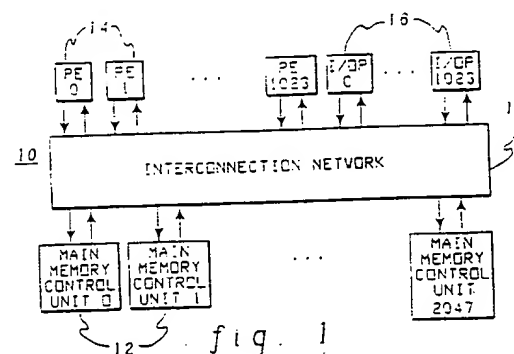 14 16
PE 0 PE 1 ... PE 1023 I/OP 0 ... I/OP 1023
10
INTERCONNECTION NETWORK
MAIN MEMORY CONTROL UNIT 0
MAIN MEMORY CONTROL UNIT 1
...
MAIN MEMORY CONTROL UNIT 2047
12
fig. 1